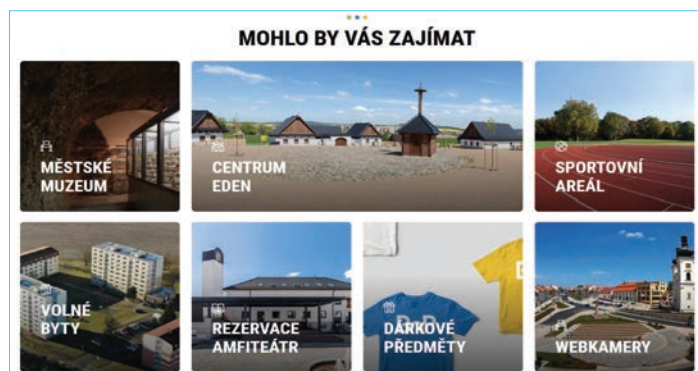 MOHLO BY VÁS ZAJÍMAT
MĚSTSKÉ
MUZEUM
CENTRUM
EDEN
SPORTOVNÍ
AREÁL
VOLNÉ
BYTY
REZERVACE
AMFITEÁTR
DÁRKOVÉ
PŘEDMĚTY
WEBKAMERY